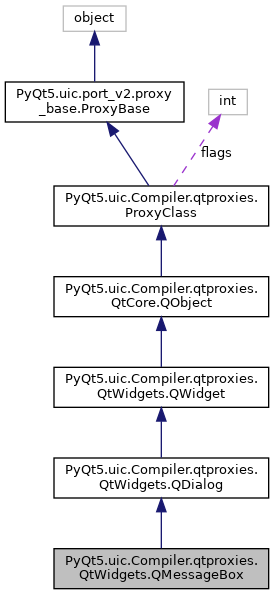 object
PyQt5.uic.port_v2.proxy
_base.ProxyBase
int
flags
PyQt5.uic.Compiler.qtproxies.
ProxyClass
PyQt5.uic.Compiler.qtproxies.
QtCore.QObject
PyQt5.uic.Compiler.qtproxies.
QtWidgets.QWidget
PyQt5.uic.Compiler.qtproxies.
QtWidgets.QDialog
PyQt5.uic.Compiler.qtproxies.
QtWidgets.QMessageBox